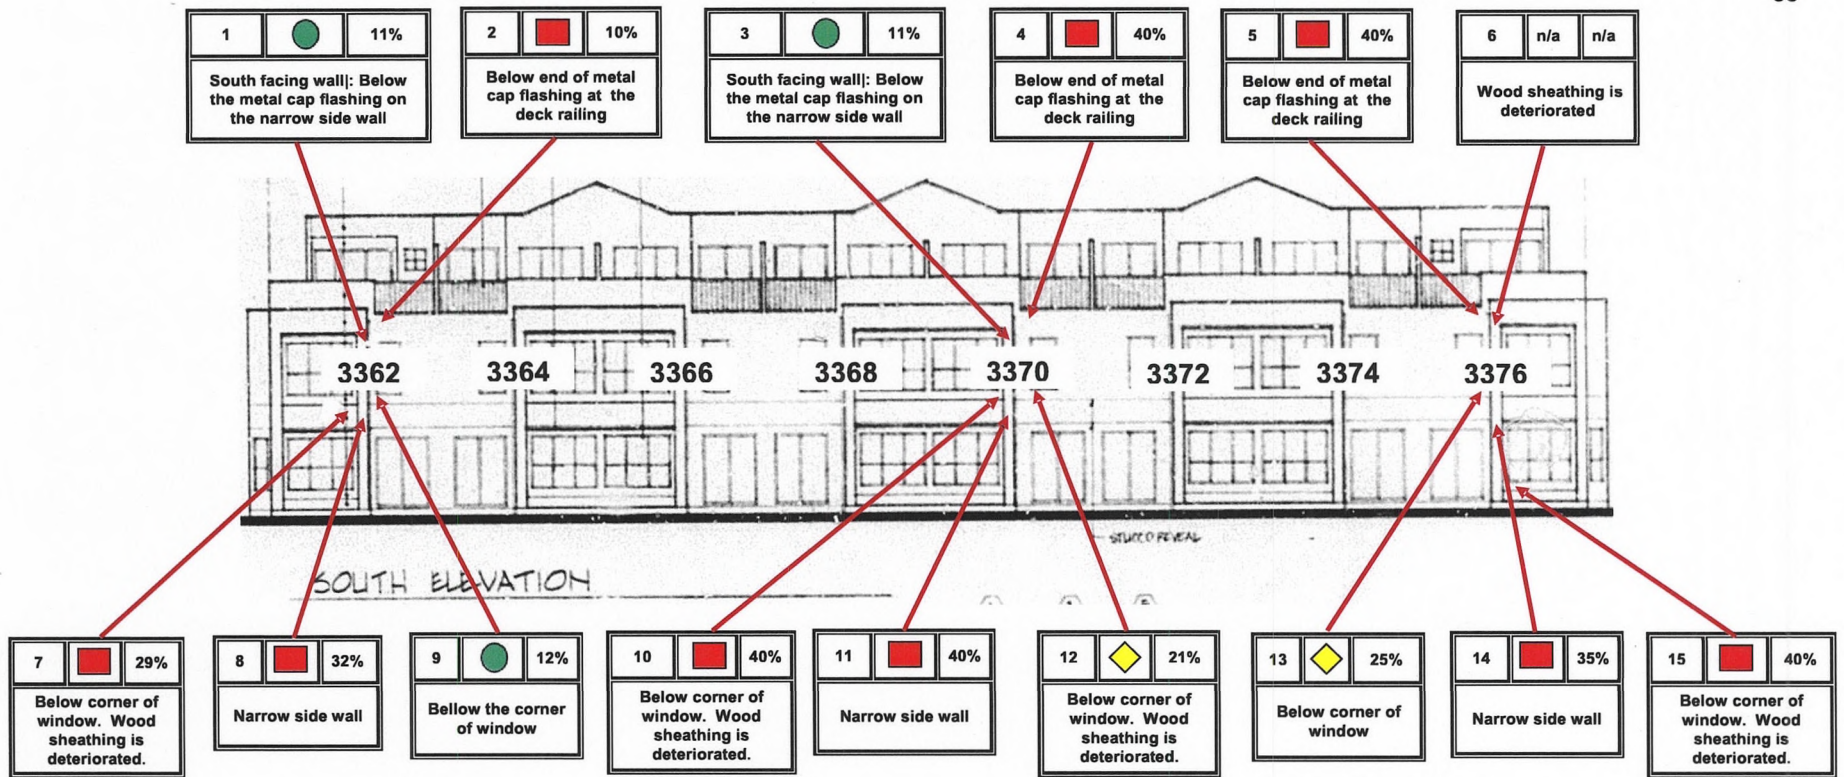 1 11%
South facing wall|: Below
the metal cap flashing on
the narrow side wall
2 10%
Below end of metal
cap flashing at the
deck railing
3 11%
South facing wall|: Below
the metal cap flashing on
the narrow side wall
4 40%
Below end of metal
cap flashing at the
deck railing
5 40%
Below end of metal
cap flashing at the
deck railing
6 n/a n/a
Wood sheathing is
deteriorated
3362 3364 3366 3368 3370 3372 3374 3376
STUCCO REVEAL
SOUTH ELEVATION
7 29%
Below corner of
window. Wood
sheathing is
deteriorated.
8 32%
Narrow side wall
9 12%
Bellow the corner
of window
10 40%
Below corner of
window. Wood
sheathing is
deteriorated.
11 40%
Narrow side wall
12 21%
Below corner of
window. Wood
sheathing is
deteriorated.
13 25%
Below corner of
window
14 35%
Narrow side wall
15 40%
Below corner of
window. Wood
sheathing is
deteriorated.